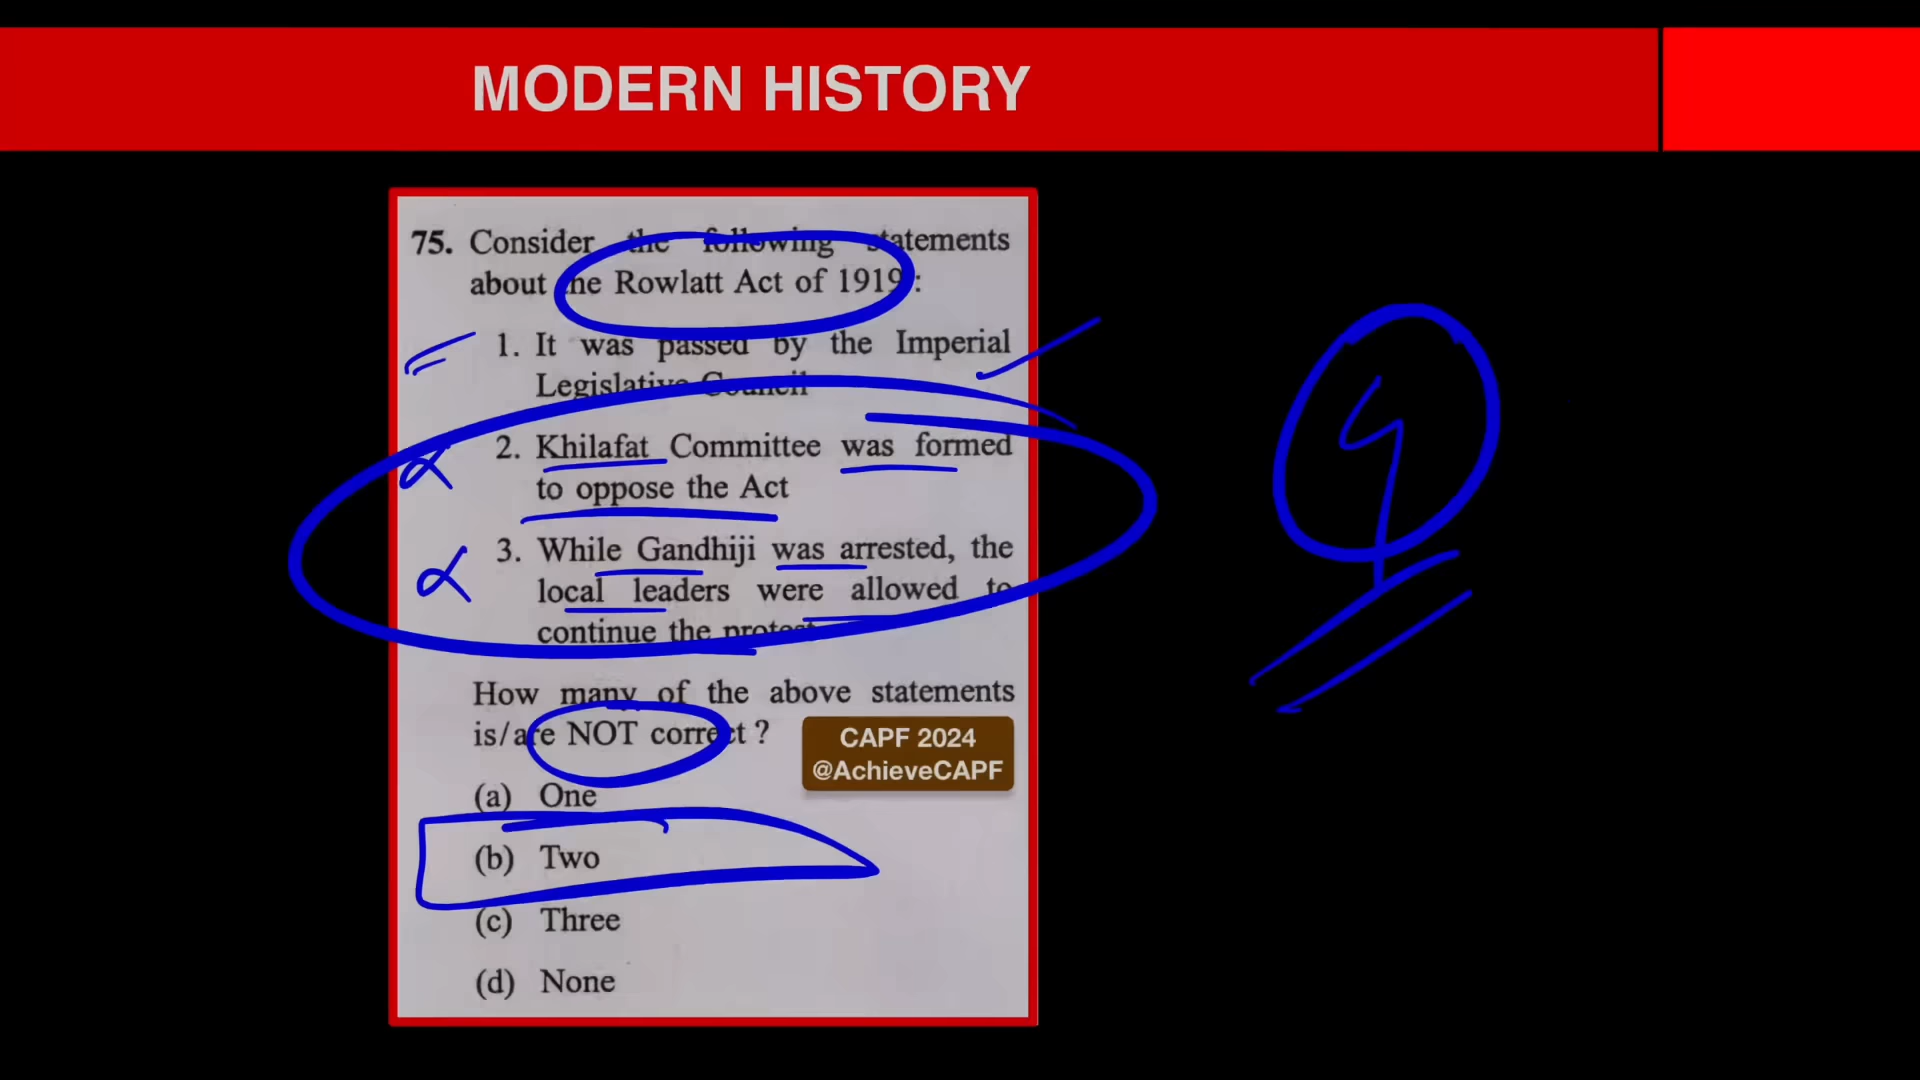 MODERN HISTORY
75. Consider the following statements
about the Rowlatt Act of 1919 :
1. It was passed by the Imperial
Legislative Council
2. Khilafat Committee was formed
to oppose the Act
3. While Gandhiji was arrested, the
local leaders were allowed to
continue the protest
How many of the above statements
is/are NOT correct ?
CAPF 2024
@AchieveCAPF
(a) One
(b) Two
(c) Three
(d) None